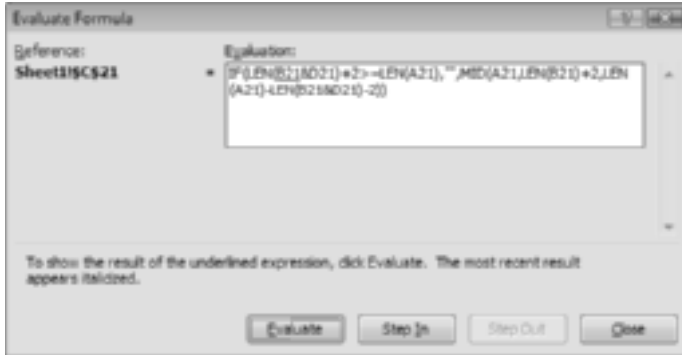 Evaluate Formula
Reference:
Evaluation:
Sheet1!$C$21
=
IF(LEN(B21&D21)+2>=LEN(A21),"",MID(A21,LEN(B21)+2,LEN
(A21)-LEN(B21&D21)-2))
To show the result of the underlined expression, click Evaluate. The most recent result
appears italicized.
Evaluate
Step In
Step Out
Close